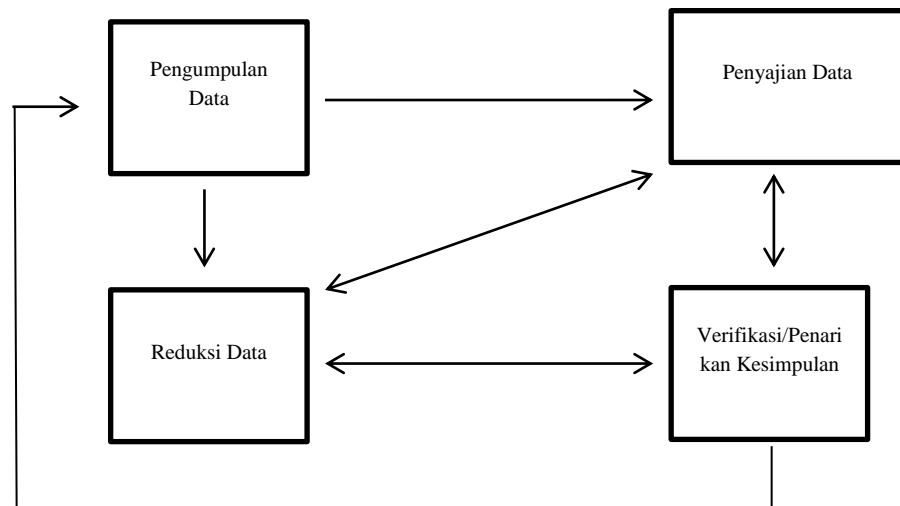 Pengumpulan
Data
Penyajian Data
Reduksi Data
Verifikasi/Penari
kan Kesimpulan